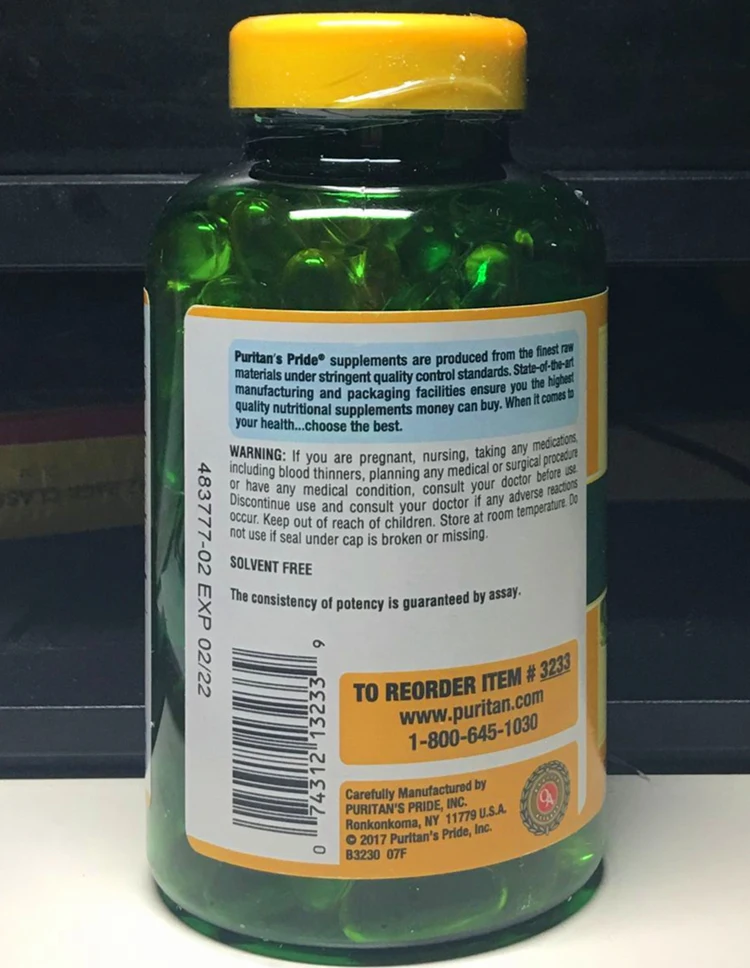 Puritan's Pride® supplements are produced from the finest raw
materials under stringent quality control standards. State-of-the-art
manufacturing and packaging facilities ensure you the highest
quality nutritional supplements money can buy. When it comes to
your health...choose the best.
WARNING: If you are pregnant, nursing, taking any medications,
including blood thinners, planning any medical or surgical procedure
or have any medical condition, consult your doctor before use.
Discontinue use and consult your doctor if any adverse reactions
occur. Keep out of reach of children. Store at room temperature. Do
not use if seal under cap is broken or missing.
SOLVENT FREE
The consistency of potency is guaranteed by assay.
483777-02 EXP 02/22
0 74312 13233 9
TO REORDER ITEM # 3233
www.puritan.com
1-800-645-1030
Carefully Manufactured by
PURITAN'S PRIDE, INC.
Ronkonkoma, NY 11779 U.S.A.
© 2017 Puritan's Pride, Inc.
B3230 07F
QA